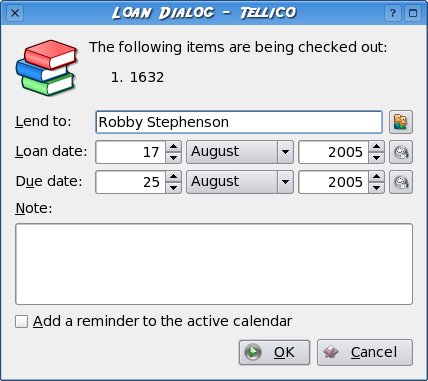 Loan Dialog - Tellico
The following items are being checked out:
1. 1632
Lend to: Robby Stephenson
Loan date: 17 August 2005
Due date: 25 August 2005
Note:
Add a reminder to the active calendar
OK Cancel